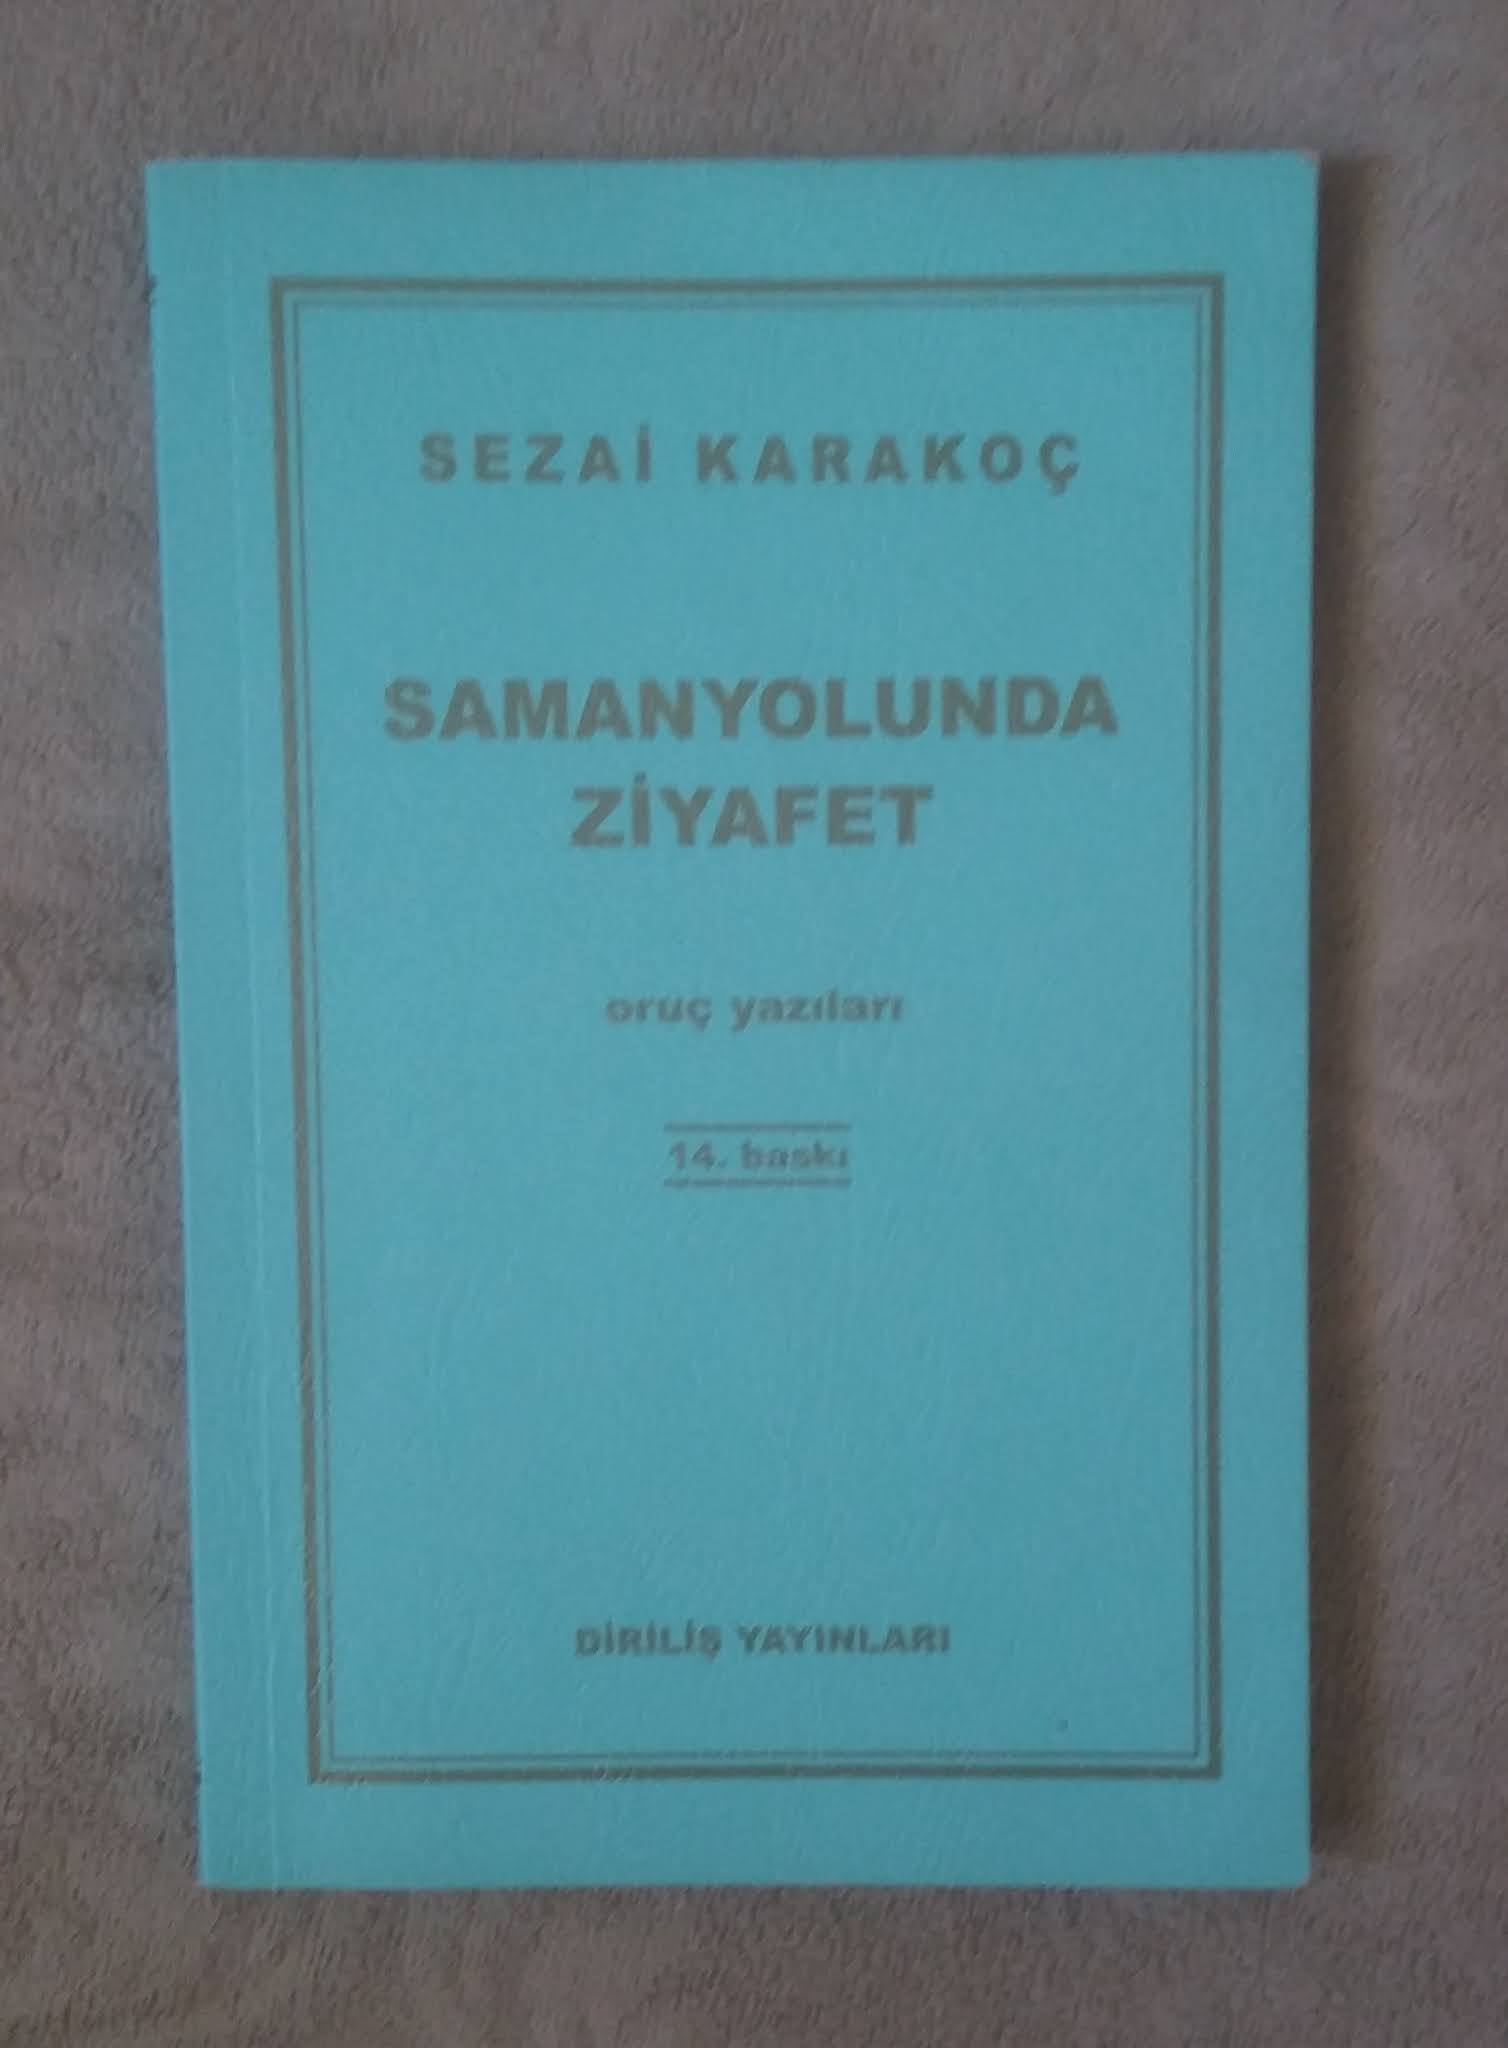 SEZAİ KARAKOÇ
SAMANYOLUNDA
ZİYAFET
oruç yazıları
14. baskı
DİRİLİŞ YAYINLARI